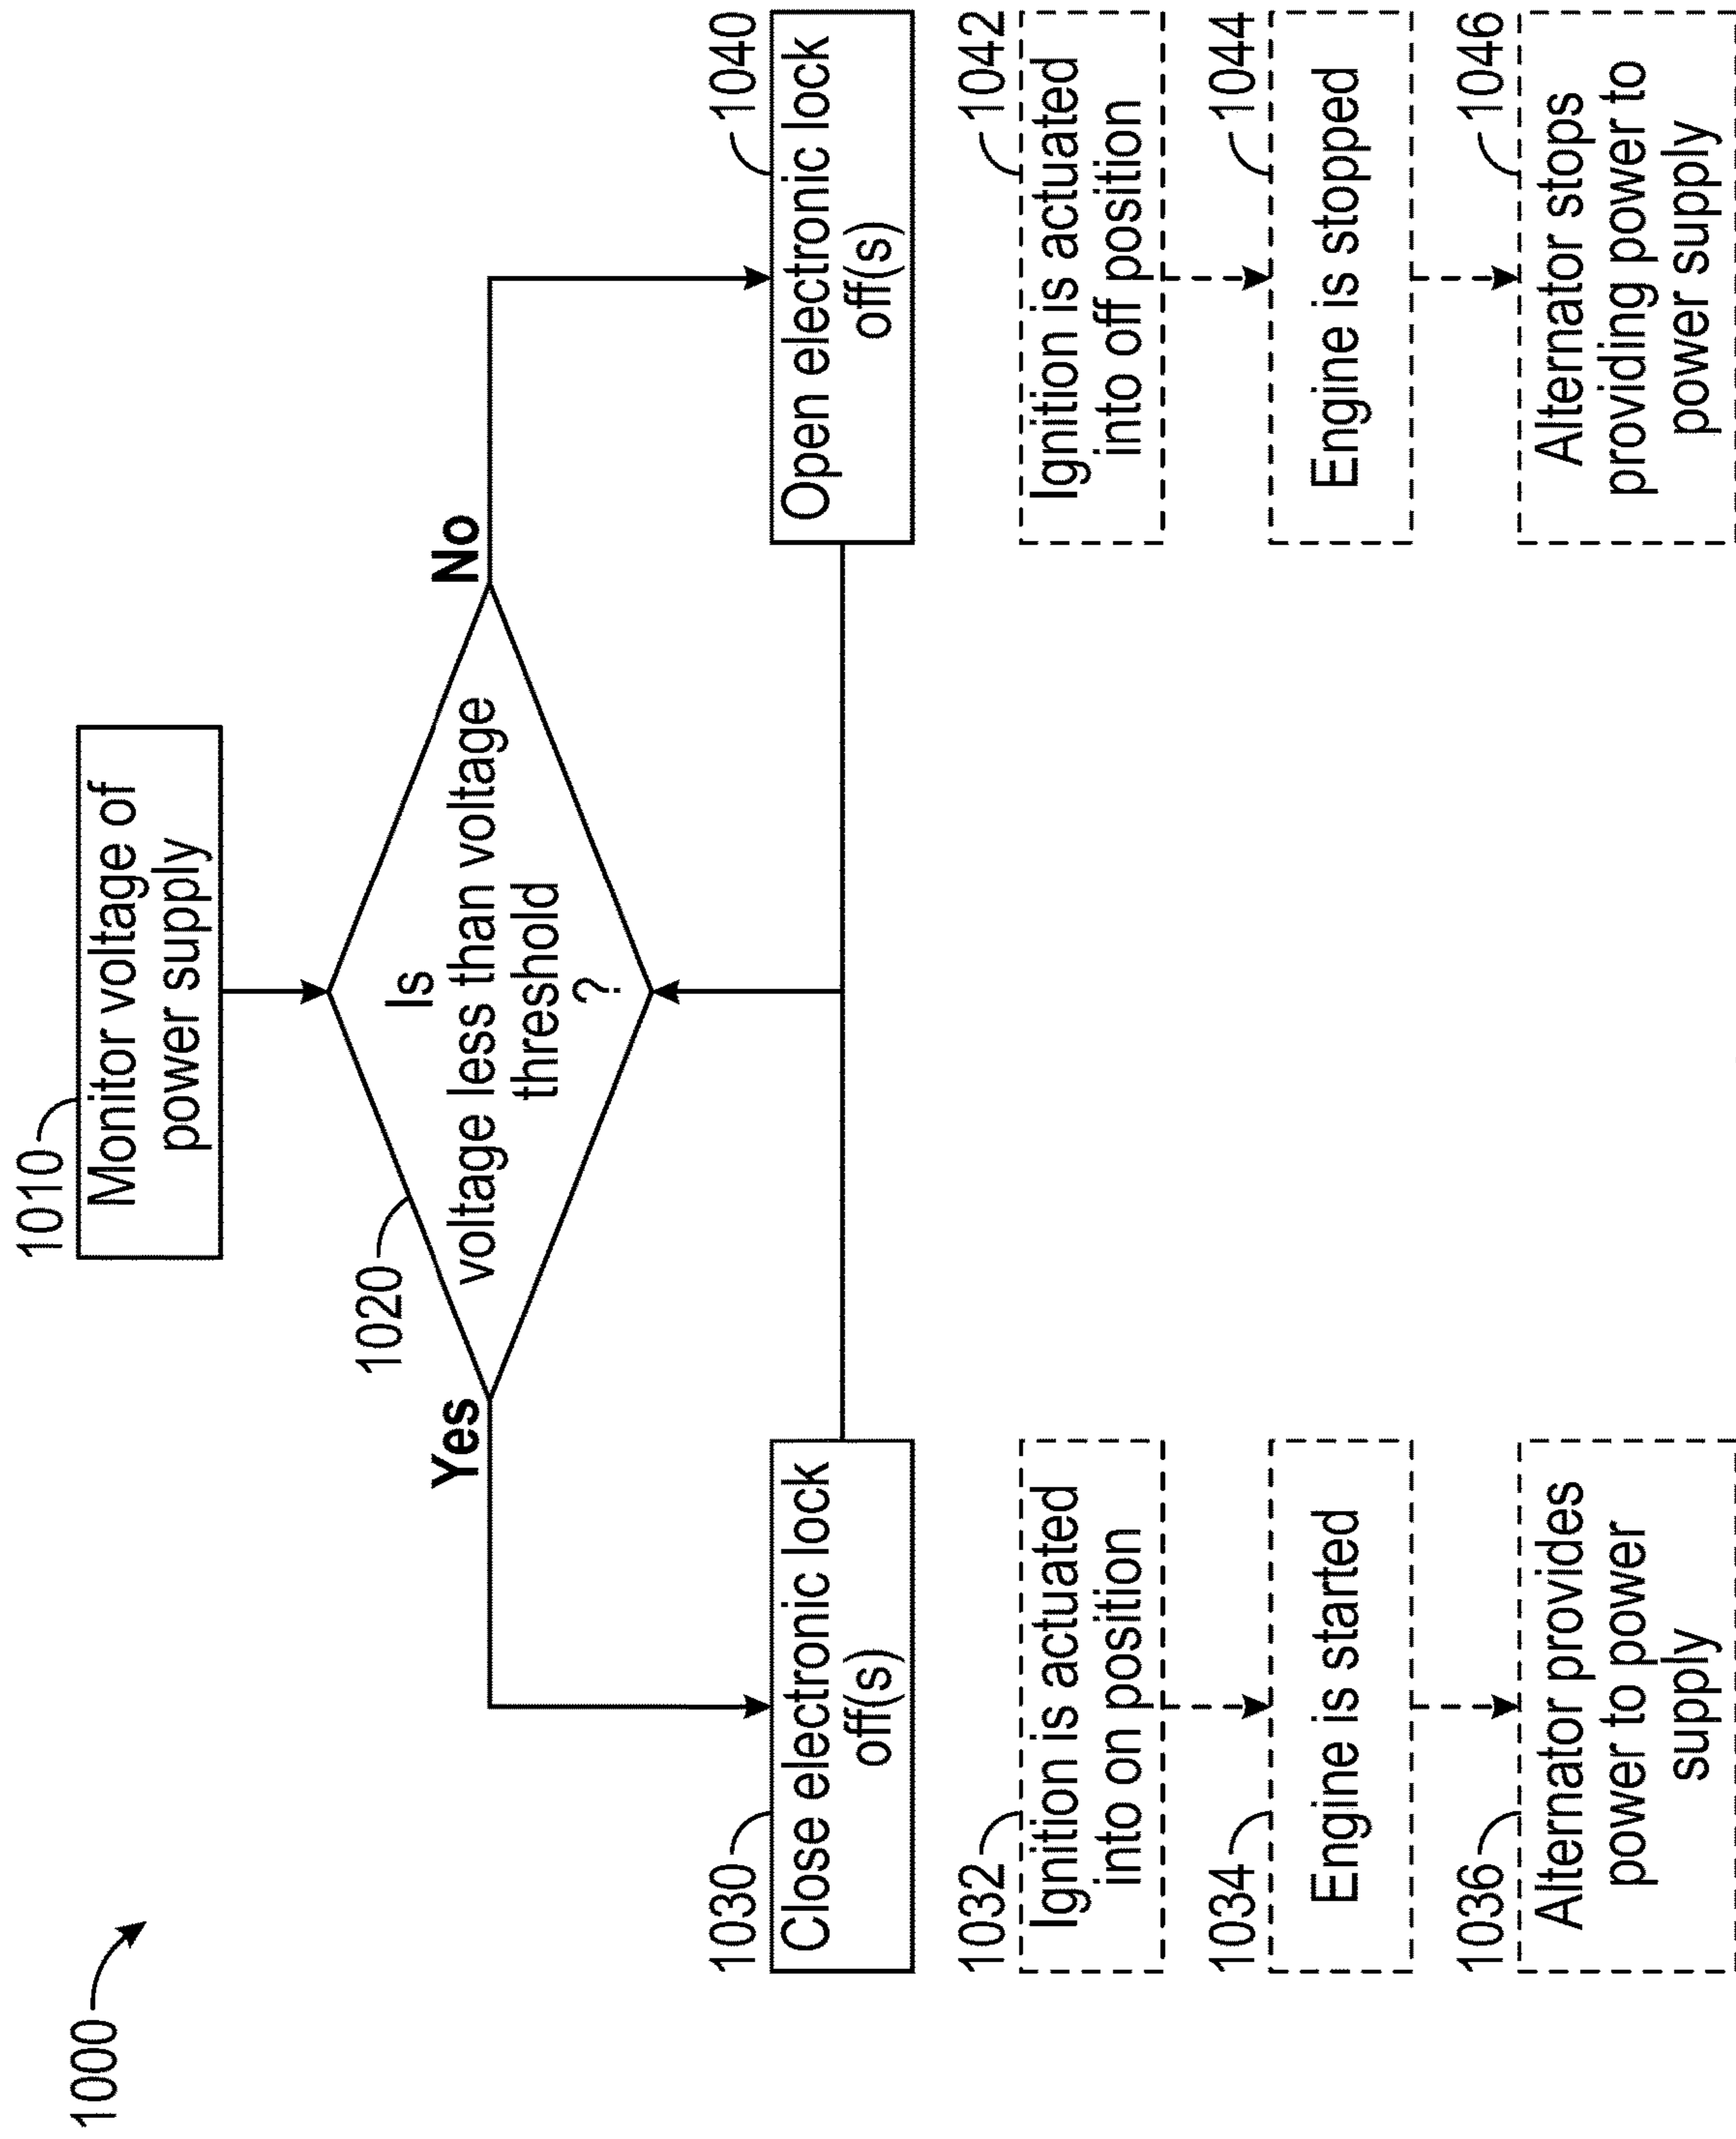 1000
1010
Monitor voltage of
power supply
1020
Is
voltage less than voltage
threshold
?
Yes
No
1030
Close electronic lock
off(s)
1040
Open electronic lock
off(s)
1032
Ignition is actuated
into on position
1042
Ignition is actuated
into off position
1034
Engine is started
1044
Engine is stopped
1036
Alternator provides
power to power
supply
1046
Alternator stops
providing power to
power supply